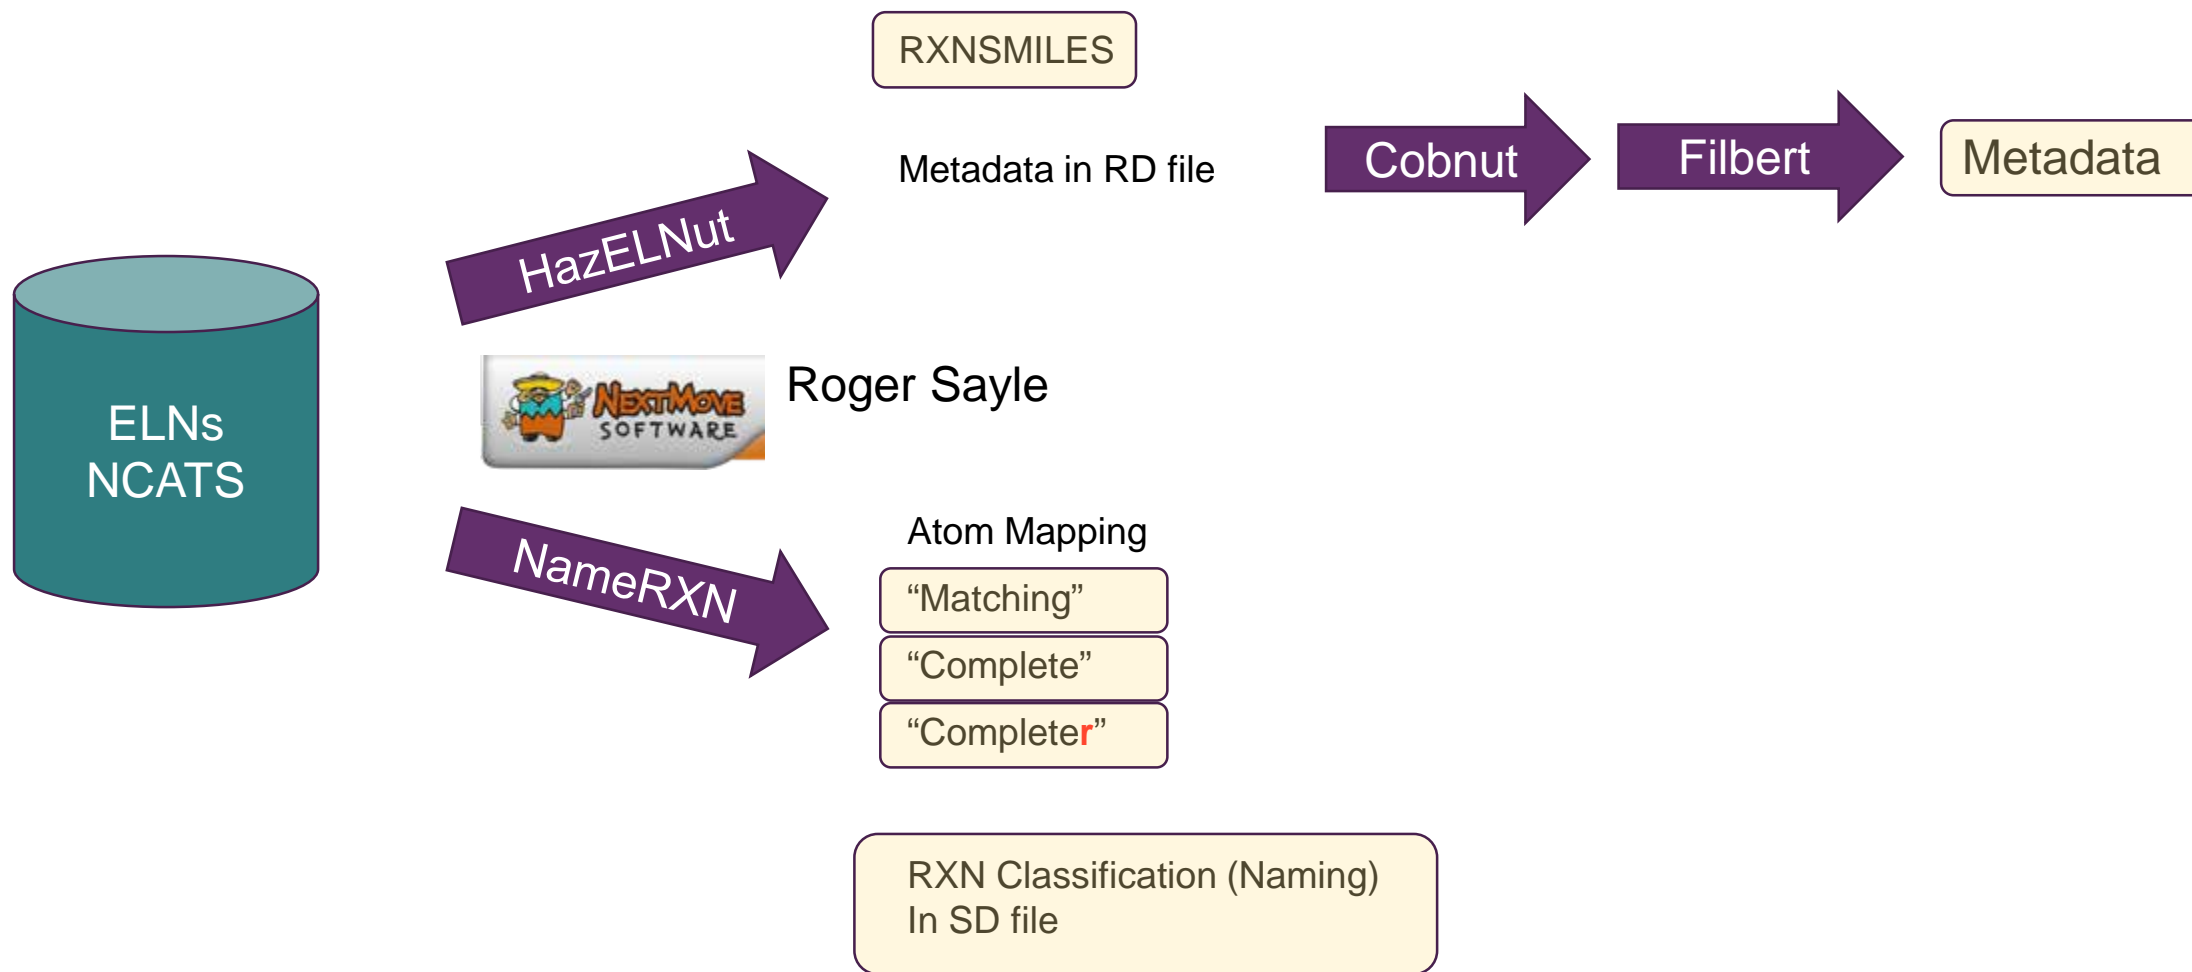 RXNSMILES
Metadata in RD file
Cobnut
Filbert
Metadata
HazELNut
ELNs
NCATS
NEXTMOVE
SOFTWARE
Roger Sayle
NameRXN
Atom Mapping
“Matching”
“Complete”
“Completer”
RXN Classification (Naming)
In SD file